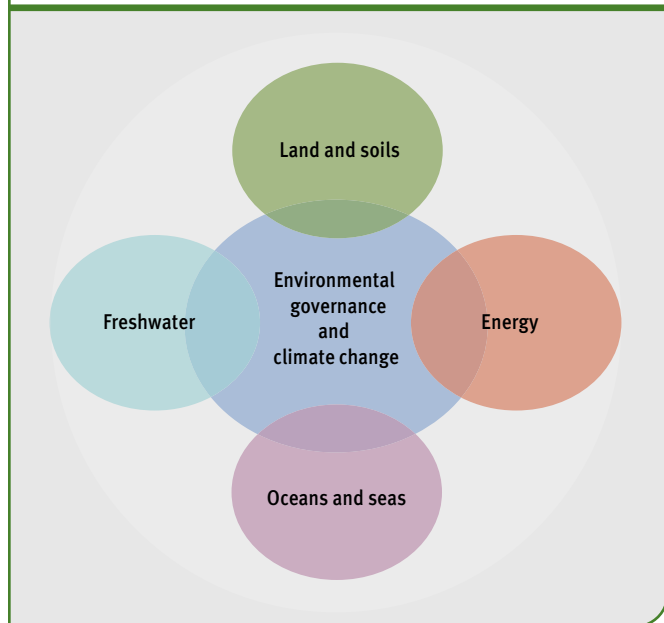 Land and soils
Environmental
governance
and
climate change
Freshwater
Energy
Oceans and seas